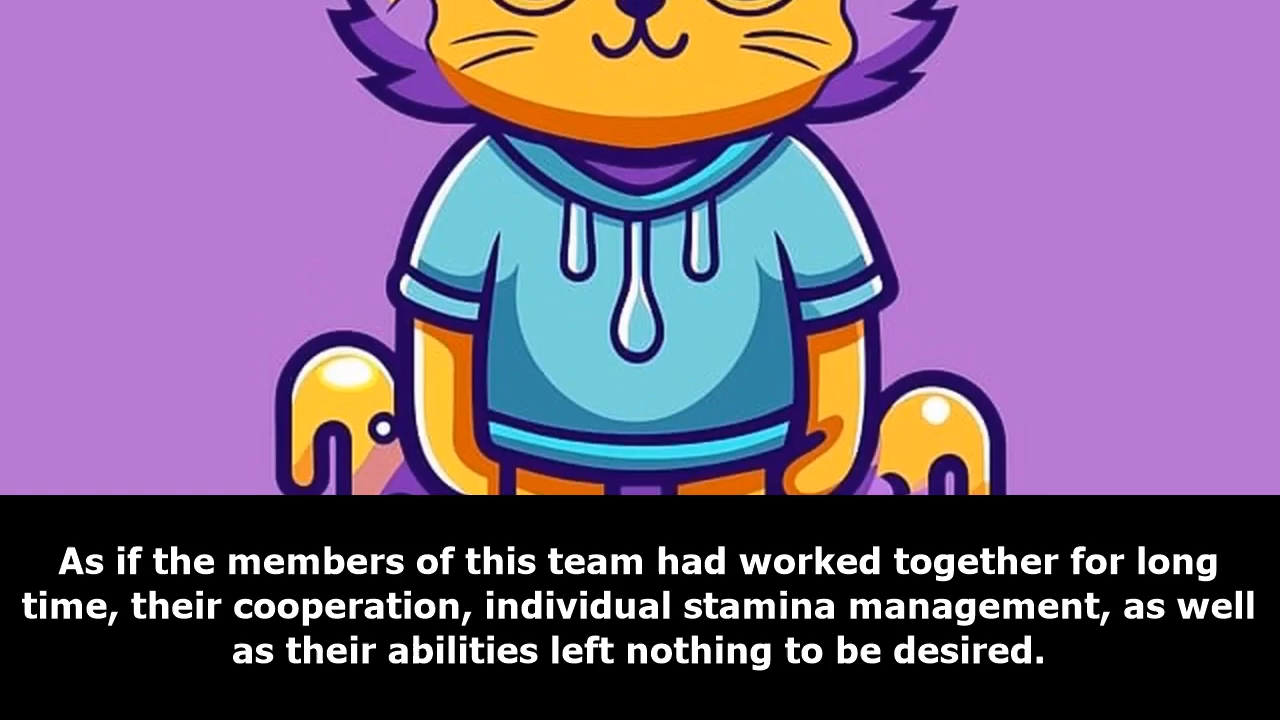 As if the members of this team had worked together for long
time, their cooperation, individual stamina management, as well
as their abilities left nothing to be desired.